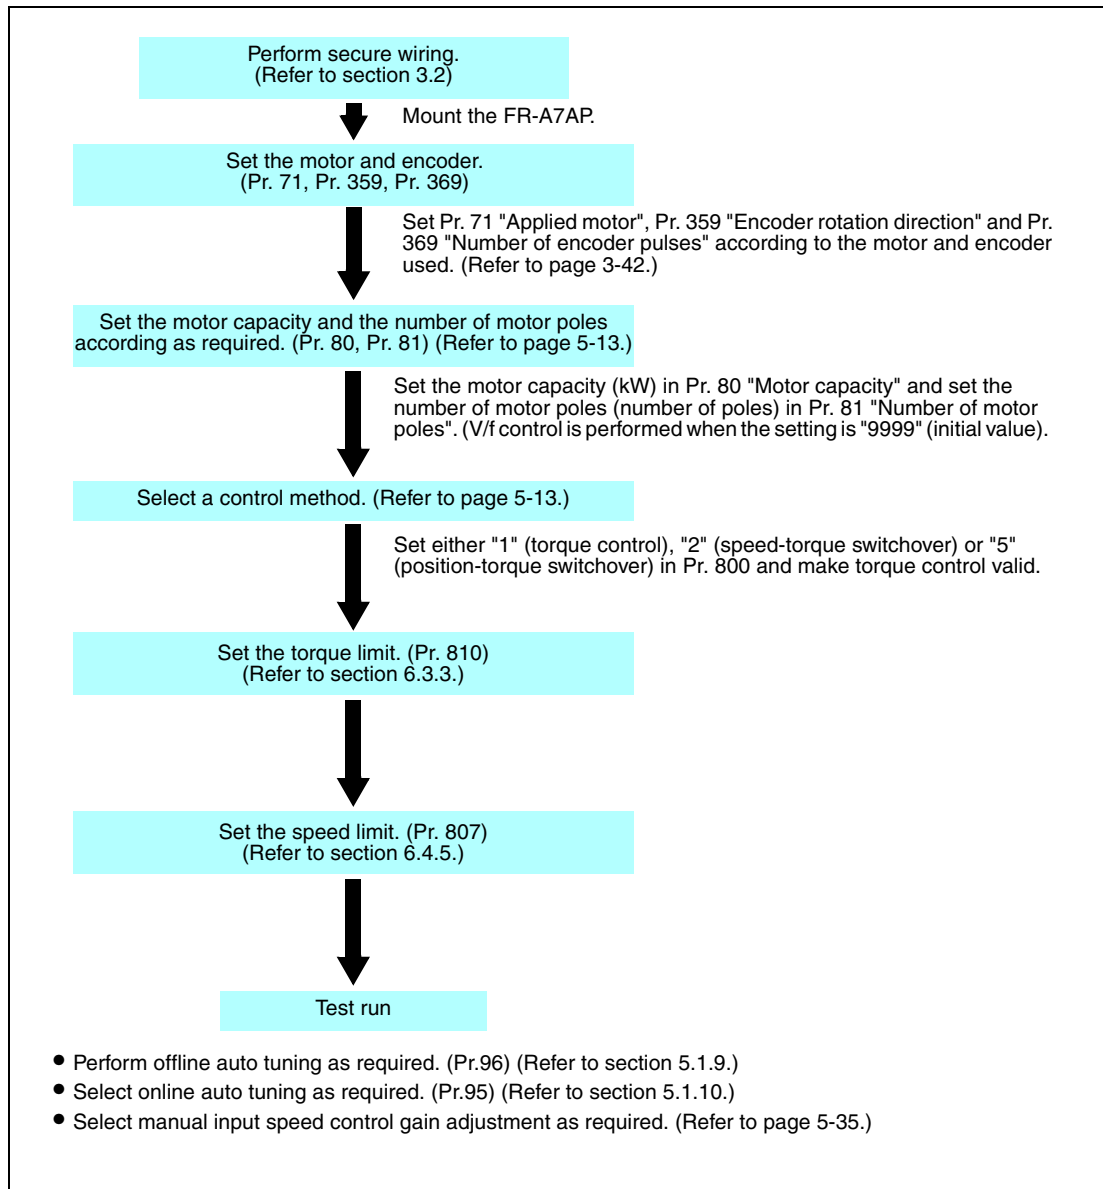 Perform secure wiring.
(Refer to section 3.2)
Mount the FR-A7AP.
Set the motor and encoder.
(Pr. 71, Pr. 359, Pr. 369)
Set Pr. 71 "Applied motor", Pr. 359 "Encoder rotation direction" and Pr.
369 "Number of encoder pulses" according to the motor and encoder
used. (Refer to page 3-42.)
Set the motor capacity and the number of motor poles
according as required. (Pr. 80, Pr. 81) (Refer to page 5-13.)
Set the motor capacity (kW) in Pr. 80 "Motor capacity" and set the
number of motor poles (number of poles) in Pr. 81 "Number of motor
poles". (V/f control is performed when the setting is "9999" (initial value).
Select a control method. (Refer to page 5-13.)
Set either "1" (torque control), "2" (speed-torque switchover) or "5"
(position-torque switchover) in Pr. 800 and make torque control valid.
Set the torque limit. (Pr. 810)
(Refer to section 6.3.3.)
Set the speed limit. (Pr. 807)
(Refer to section 6.4.5.)
Test run
● Perform offline auto tuning as required. (Pr.96) (Refer to section 5.1.9.)
● Select online auto tuning as required. (Pr.95) (Refer to section 5.1.10.)
● Select manual input speed control gain adjustment as required. (Refer to page 5-35.)